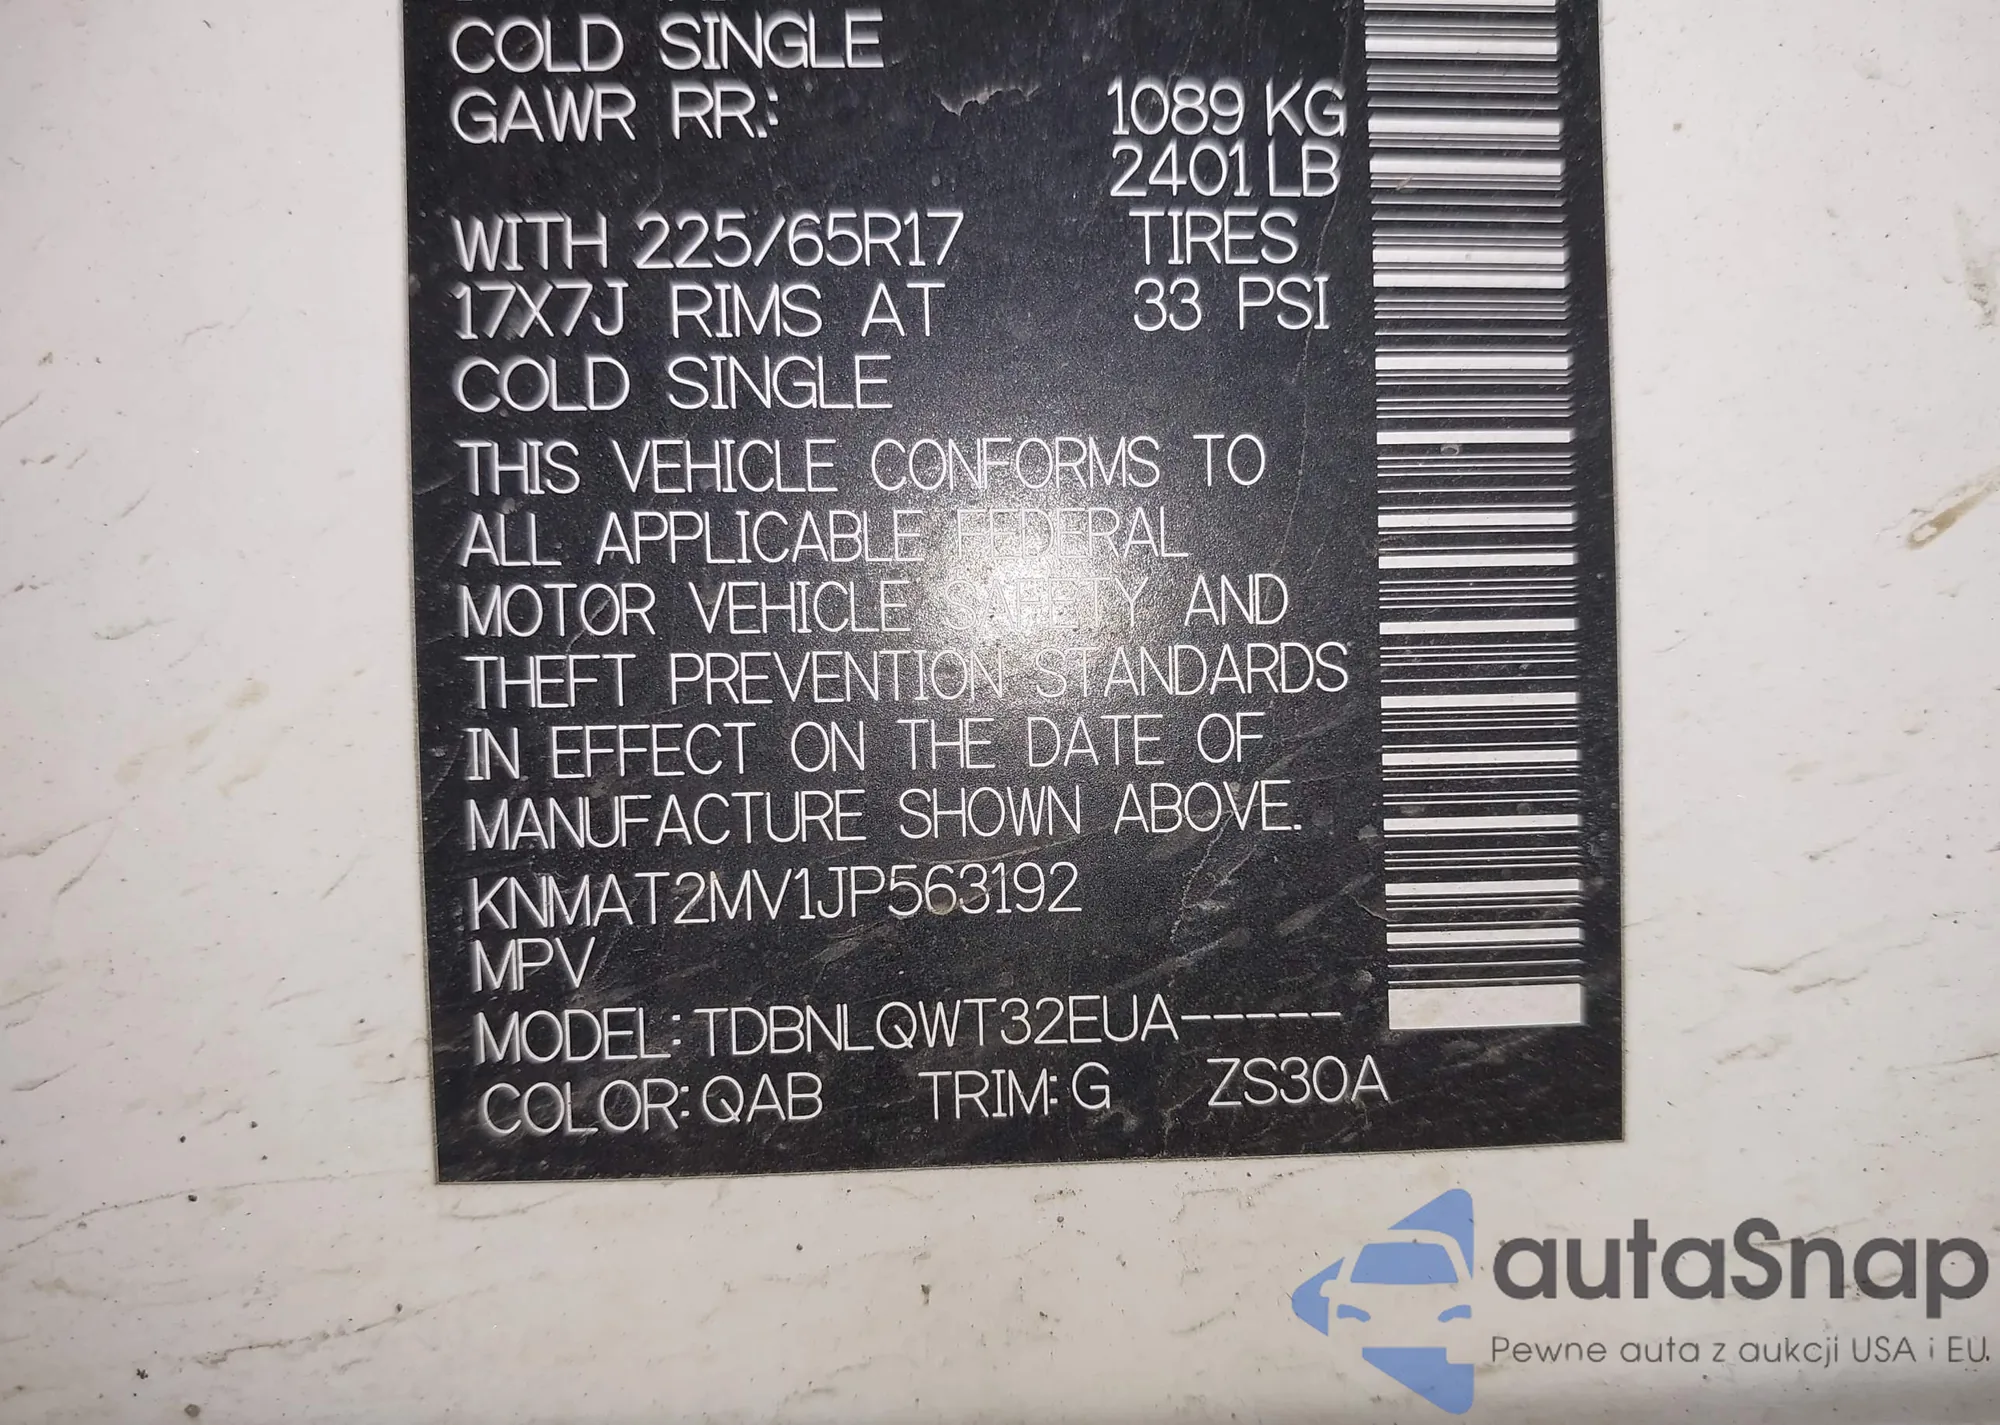 COLD SINGLE
GAWR RR.: 1089 KG
2401 LB
WITH 225/65R17 TIRES
17X7J RIMS AT 33 PSI
COLD SINGLE
THIS VEHICLE CONFORMS TO
ALL APPLICABLE FEDERAL
MOTOR VEHICLE SAFETY AND
THEFT PREVENTION STANDARDS
IN EFFECT ON THE DATE OF
MANUFACTURE SHOWN ABOVE.
KNMAT2MV1JP563192
MPV
MODEL: TDBNLQWT32EUA-----
COLOR: QAB TRIM: G ZS30A
autaSnap
Pewne auta z aukcji USA i EU.